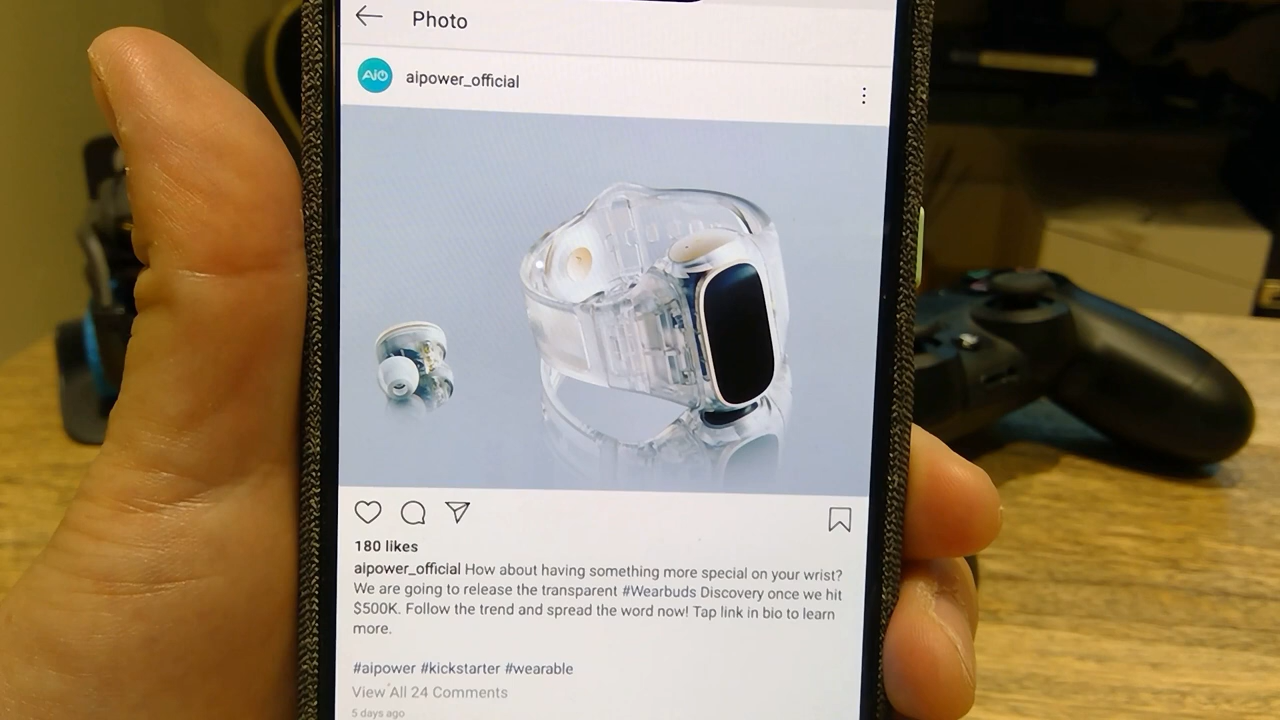 Photo
AiO
aipower_official
180 likes
aipower_official How about having something more special on your wrist?
We are going to release the transparent #Wearbuds Discovery once we hit
$500K. Follow the trend and spread the word now! Tap link in bio to learn
more.
#aipower #kickstarter #wearable
View All 24 Comments
5 days ago